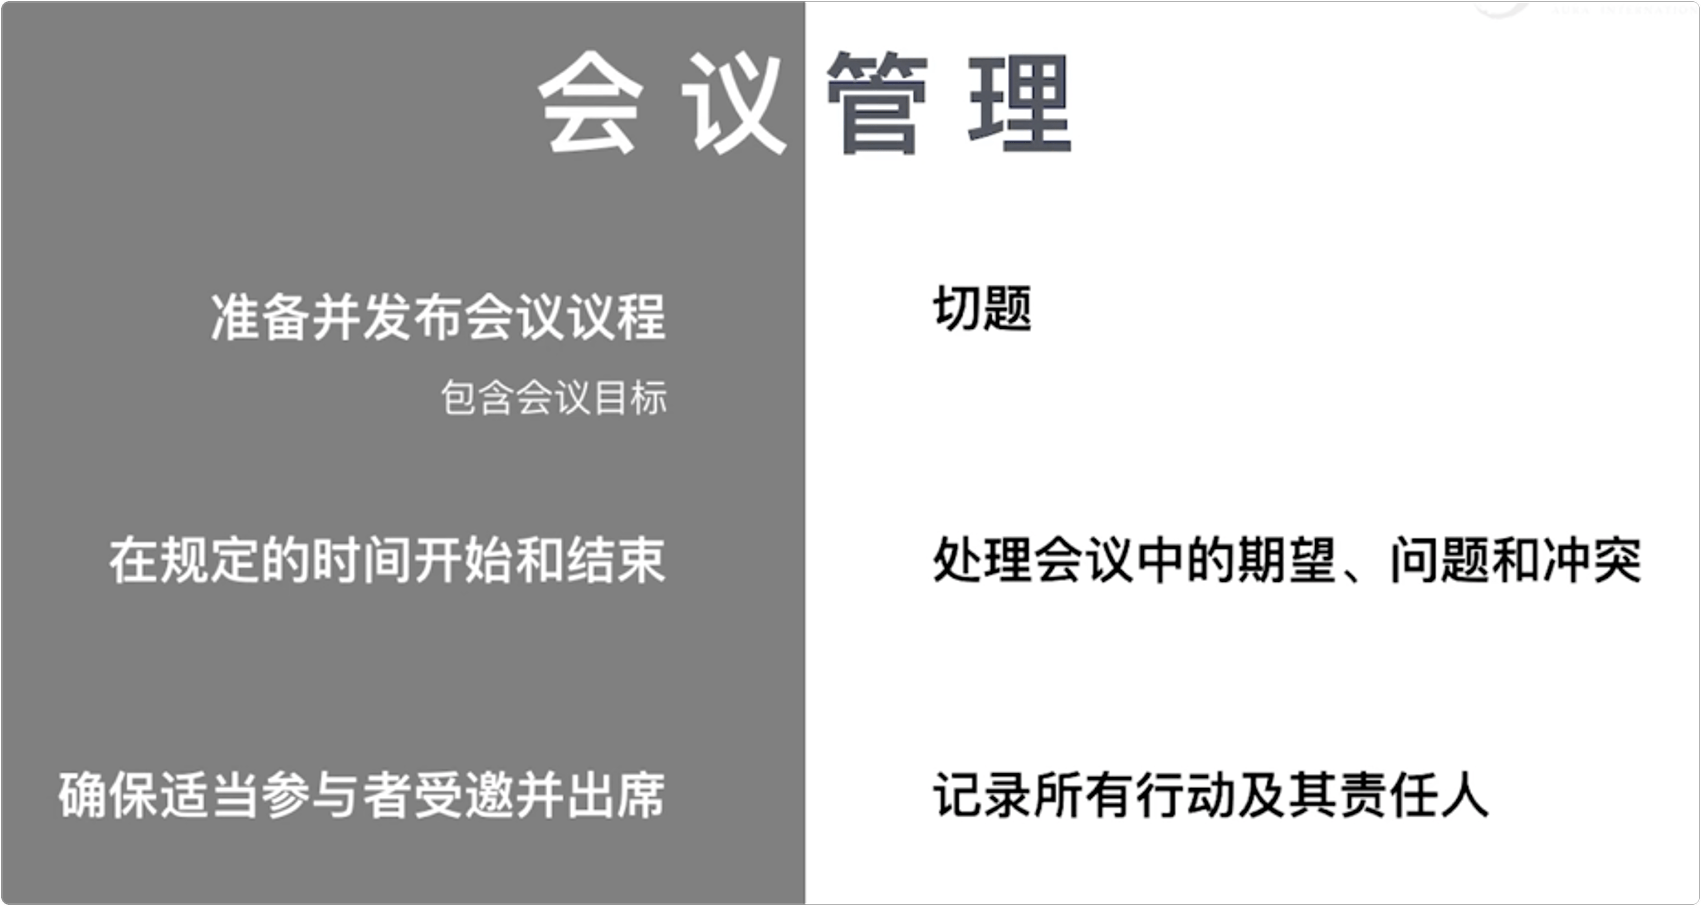 会议管理
准备并发布会议议程
包含会议目标
在规定的时间开始和结束
确保适当参与者受邀并出席
切题
处理会议中的期望、问题和冲突
记录所有行动及其责任人